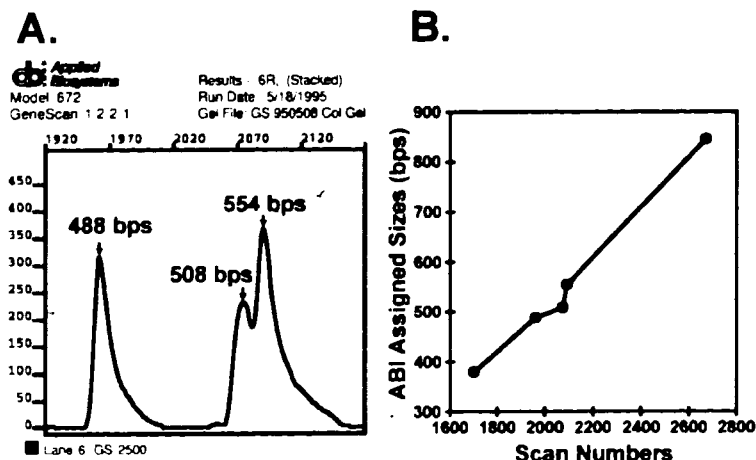 A.
Applied
Biosystems
Model 672
GeneScan 1 2 2 1
Results - 6R, (Stacked)
Run Date 5/18/1995
Gel File: GS 950508 Col Gel
1920 1970 2020 2070 2120
450
400
350
300
250
200
150
100
50
0
488 bps
508 bps
554 bps
Lane 6 GS 2500
B.
ABI Assigned Sizes (bps)
900
800
700
600
500
400
300
1600 1800 2000 2200 2400 2600 2800
Scan Numbers